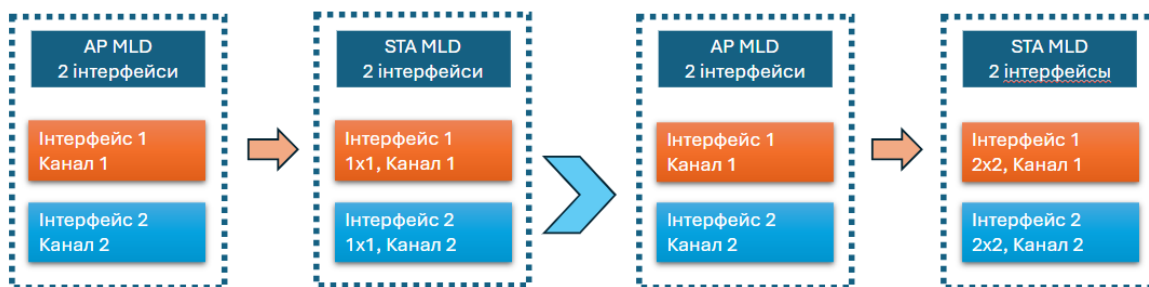 AP MLD
2 інтерфейси
Інтерфейс 1
Канал 1
Інтерфейс 2
Канал 2
STA MLD
2 інтерфейси
Інтерфейс 1
1x1, Канал 1
Інтерфейс 2
1x1, Канал 2
AP MLD
2 інтерфейси
Інтерфейс 1
Канал 1
Інтерфейс 2
Канал 2
STA MLD
2 інтерфейсы
Інтерфейс 1
2x2, Канал 1
Інтерфейс 2
2x2, Канал 2